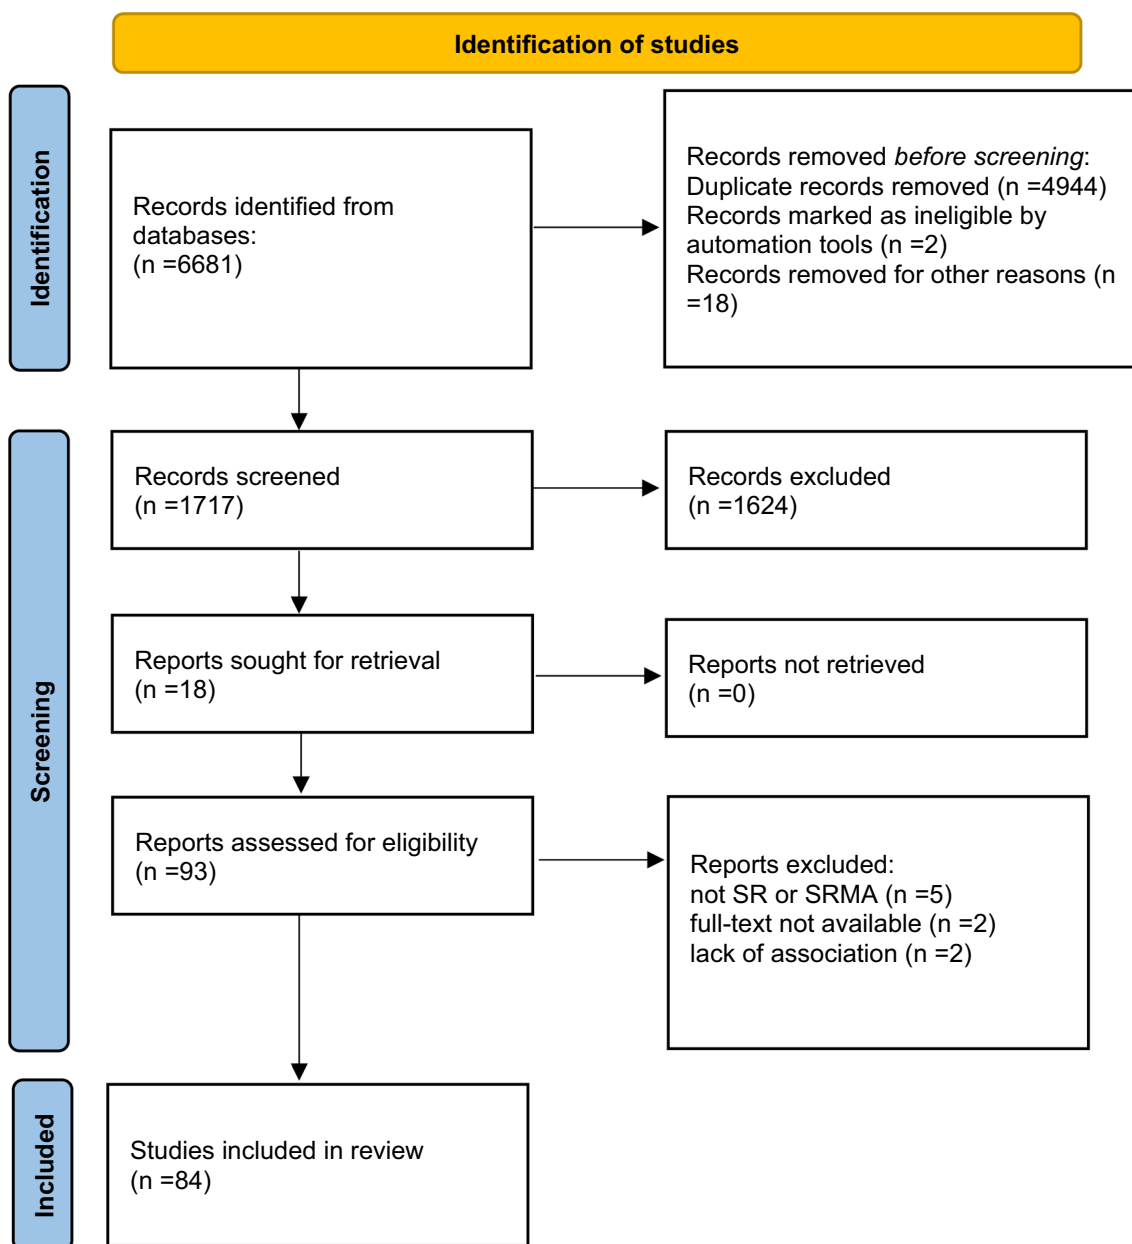 Identification of studies
Identification
Records identified from
databases:
(n =6681)
Records removed before screening:
Duplicate records removed (n =4944)
Records marked as ineligible by
automation tools (n =2)
Records removed for other reasons (n
=18)
Screening
Records screened
(n =1717)
Records excluded
(n =1624)
Reports sought for retrieval
(n =18)
Reports not retrieved
(n =0)
Reports assessed for eligibility
(n =93)
Reports excluded:
not SR or SRMA (n =5)
full-text not available (n =2)
lack of association (n =2)
Included
Studies included in review
(n =84)